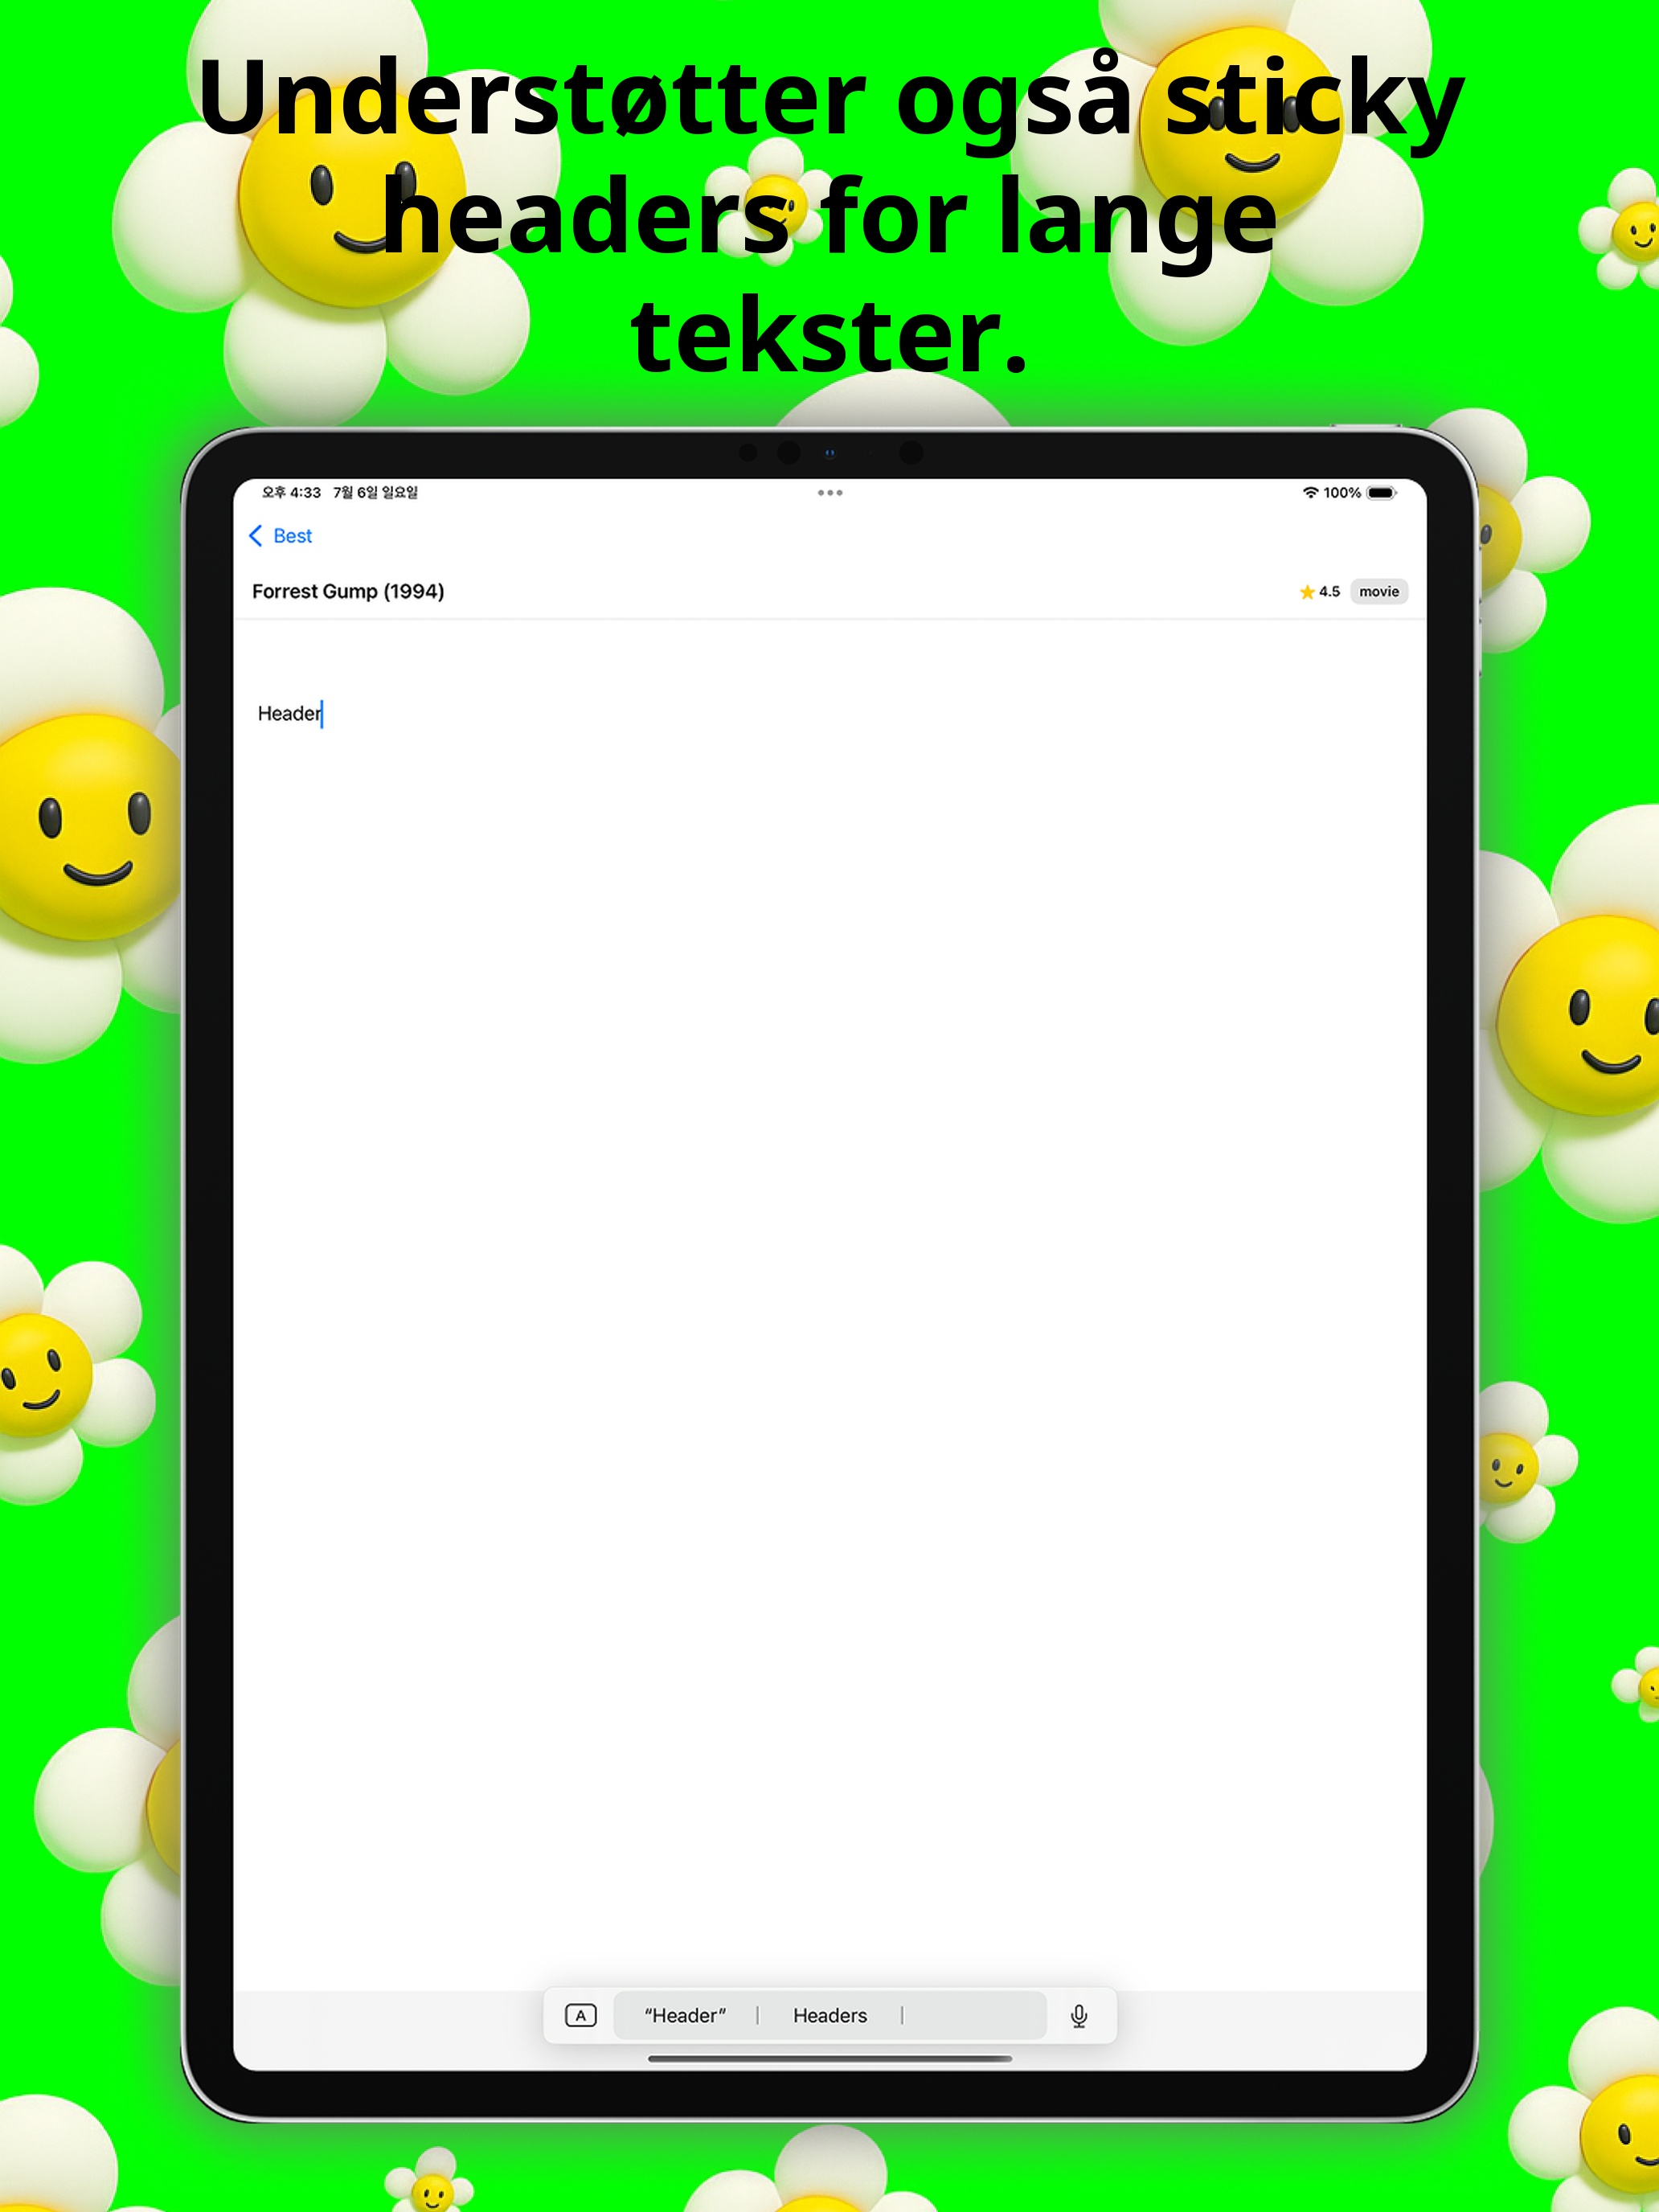 Understøtter også sticky
headers for lange
tekster.
오후 4:33 7월 6일 일요일
100%
Best
Forrest Gump (1994)
4.5 movie
Header
A “Header” Headers